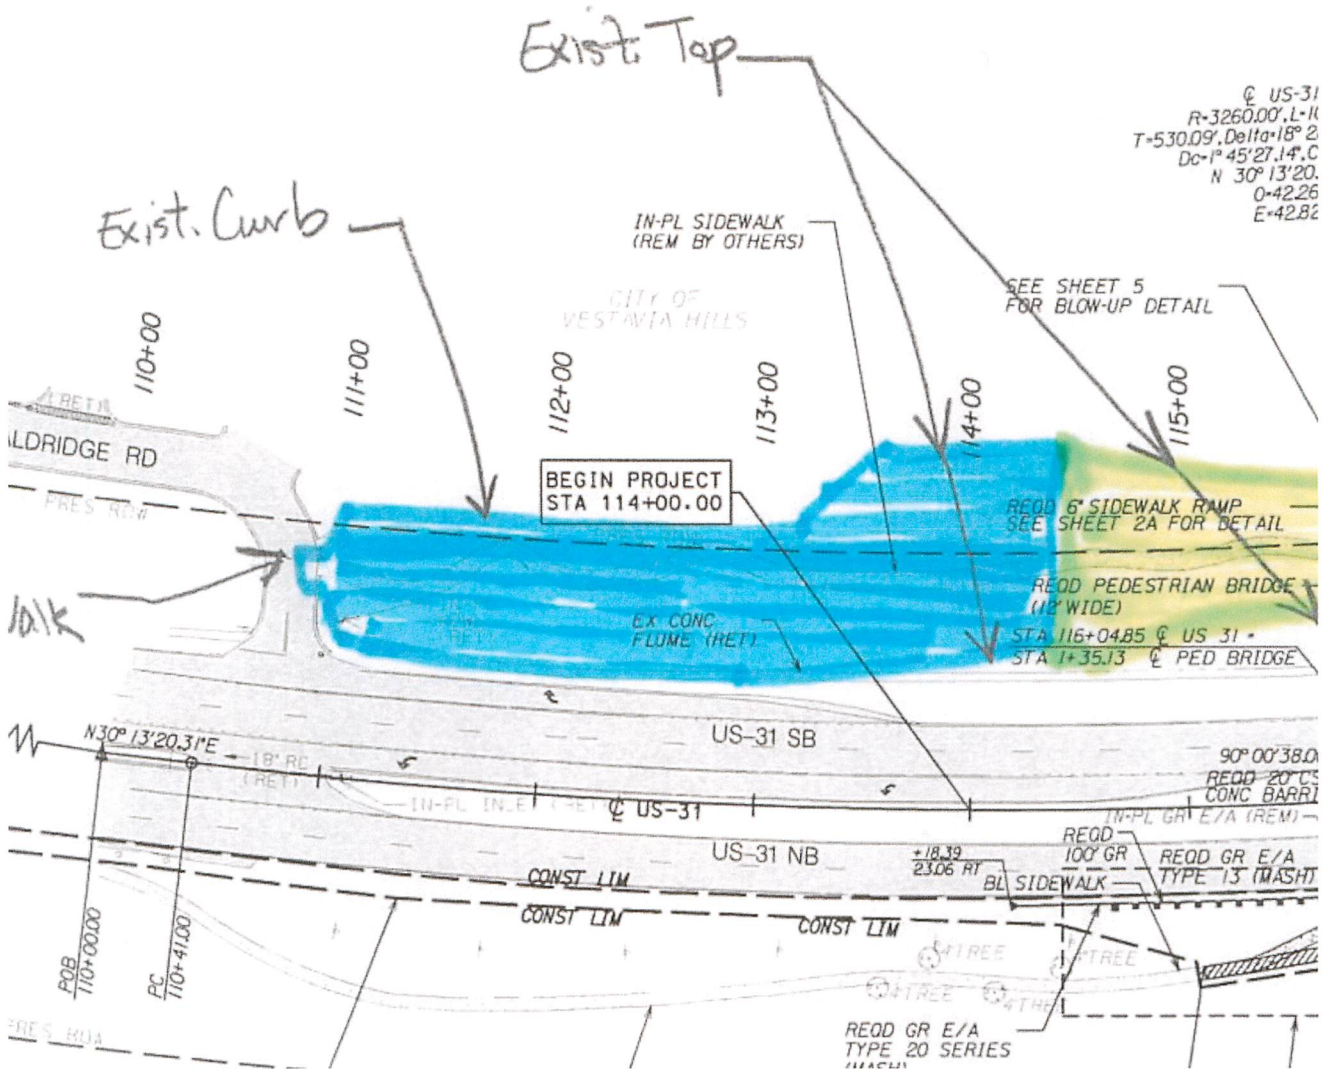 Exist. Top
℄ US-31
R=3260.00', L=1
T=530.09', Delta=18° 2
Dc=1° 45'27.14", C
N 30° 13'20.
O=42.26
E=42.82
Exist. Curb
IN-PL SIDEWALK
(REM BY OTHERS)
SEE SHEET 5
FOR BLOW-UP DETAIL
CITY OF
VESTAVIA HILLS
110+00
111+00
112+00
113+00
114+00
115+00
(RET)
ALDRIDGE RD
PRES ROW
BEGIN PROJECT
STA 114+00.00
REQD 6' SIDEWALK RAMP
SEE SHEET 2A FOR DETAIL
REQD PEDESTRIAN BRIDGE
(12' WIDE)
EX CONC
FLUME (RET)
STA 116+04.85 ℄ US 31 =
STA 1+35.13 ℄ PED BRIDGE
Walk
US-31 SB
N30° 13'20.31"E
18" RC
(RET)
IN-PL INLET (RET)
℄ US-31
90° 00'38.0
REQD 20" CS
CONC BARRI
IN-PL GR E/A (REM)
US-31 NB
+18.39
23.06 RT
REQD
100' GR
REQD GR E/A
TYPE 13 (MASH)
BL SIDEWALK
CONST LIM
CONST LIM
CONST LIM
POB
110+00.00
PC
110+41.00
4"TREE
TREE
4"TREE
4"TREE
REQD GR E/A
TYPE 20 SERIES
(MASH)